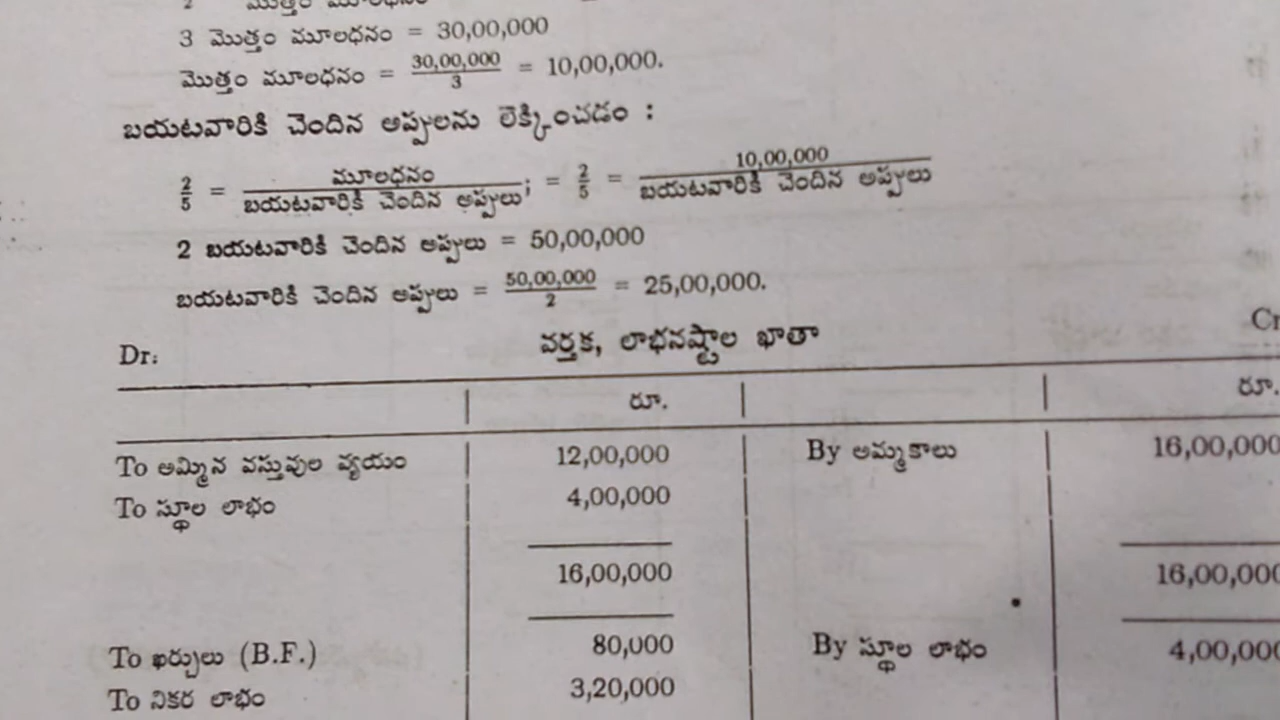 2 మొత్తం మూలధనం
3 మొత్తం మూలధనం = 30,00,000
మొత్తం మూలధనం = 30,00,000/3 = 10,00,000.
బయటవారికి చెందిన అప్పులను లెక్కించడం :
2/5 = మూలధనం/బయటవారికి చెందిన అప్పులు; = 2/5 = 10,00,000/బయటవారికి చెందిన అప్పులు
2 బయటవారికి చెందిన అప్పులు = 50,00,000
బయటవారికి చెందిన అప్పులు = 50,00,000/2 = 25,00,000.
Dr. వర్తక, లాభనష్టాల ఖాతా Cr
రూ. రూ.
To అమ్మిన వస్తువుల వ్యయం 12,00,000 By అమ్మకాలు 16,00,000
To స్థూల లాభం 4,00,000
16,00,000 16,00,000
To ఖర్చులు (B.F.) 80,000 By స్థూల లాభం 4,00,000
To నికర లాభం 3,20,000